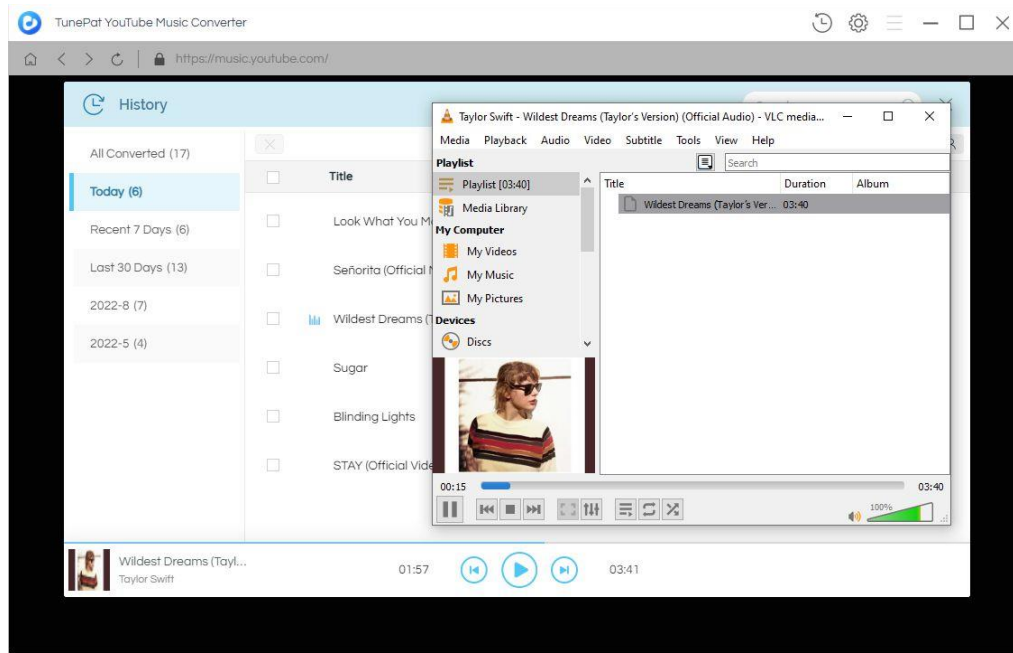 TunePat YouTube Music Converter
https://music.youtube.com/
History
All Converted (17)
Today (6)
Recent 7 Days (6)
Last 30 Days (13)
2022-8 (7)
2022-5 (4)
Title
Look What You M
Señorita (Official
Wildest Dreams (
Sugar
Blinding Lights
STAY (Official Vide
Taylor Swift - Wildest Dreams (Taylor's Version) (Official Audio) - VLC media...
Media Playback Audio Video Subtitle Tools View Help
Playlist
Search
Playlist [03:40]
Media Library
My Computer
My Videos
My Music
My Pictures
Devices
Discs
Title Duration Album
Wildest Dreams (Taylor's Ver... 03:40
00:15 03:40
100%
Wildest Dreams (Tayl...
Taylor Swift
01:57 03:41